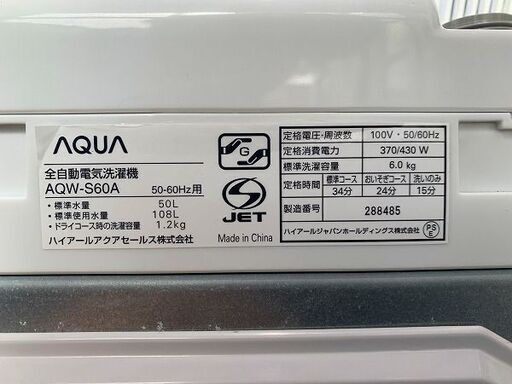 AQUA
全自動電気洗濯機
AQW-S60A 50-60Hz用
・標準水量 50L
・標準使用水量 108L
・ドライコース時の洗濯容量 1.2kg
ハイアールアクアセールス株式会社
G
S
JET
Made in China
定格電圧・周波数 100V・50/60Hz
定格消費電力 370/430 W
標準洗濯容量 6.0 kg
定格時間 標準コース おいそぎコース 洗いのみ
34分 24分 15分
製造番号 288485
ハイアールジャパンホールディングス株式会社
PS
E